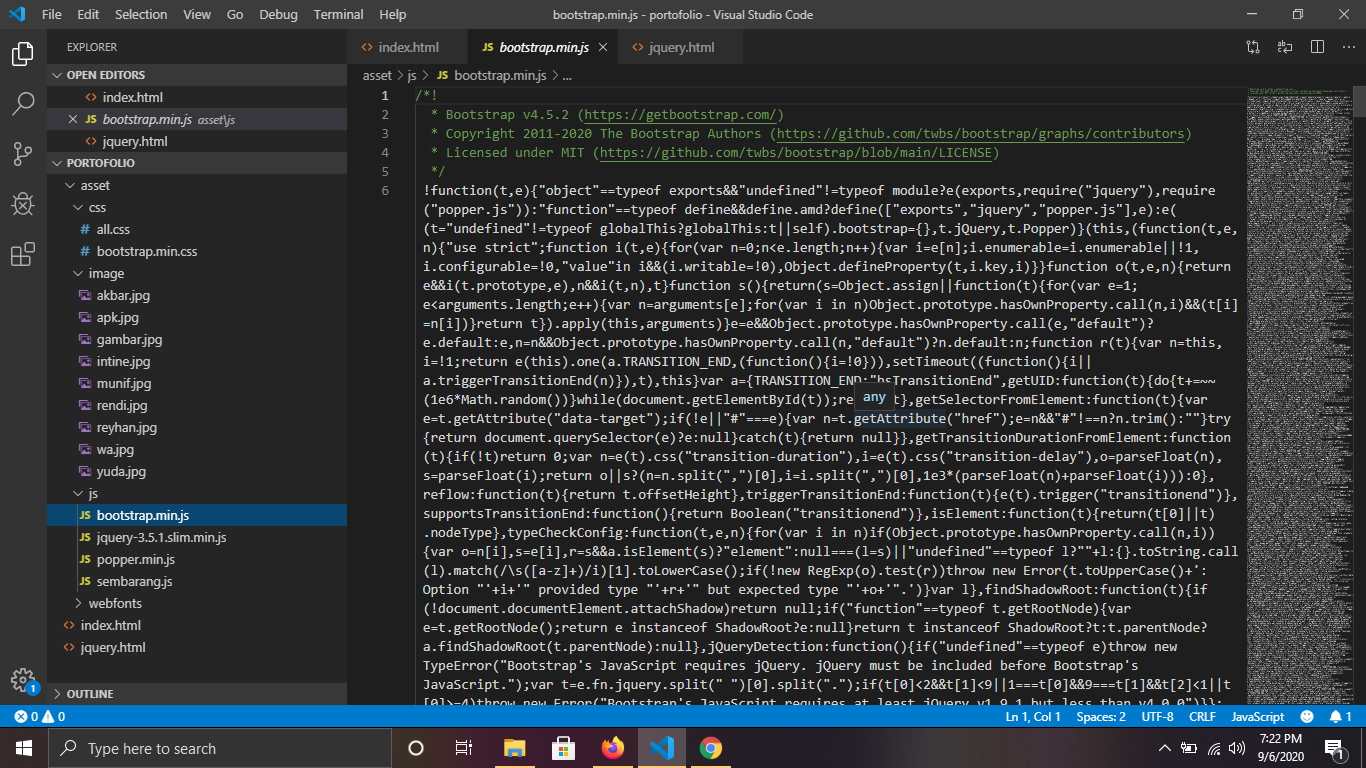 File Edit Selection View Go Debug Terminal Help
bootstrap.min.js - portofolio - Visual Studio Code
EXPLORER
OPEN EDITORS
index.html
JS bootstrap.min.js asset\js
jquery.html
PORTOFOLIO
asset
css
# all.css
# bootstrap.min.css
image
akbar.jpg
apk.jpg
gambar.jpg
intine.jpg
munif.jpg
rendi.jpg
reyhan.jpg
wa.jpg
yuda.jpg
js
JS bootstrap.min.js
JS jquery-3.5.1.slim.min.js
JS popper.min.js
JS sembarang.js
webfonts
index.html
jquery.html
OUTLINE
index.html
JS bootstrap.min.js
jquery.html
asset > js > JS bootstrap.min.js > ...
1 /*!
2 * Bootstrap v4.5.2 (https://getbootstrap.com/)
3 * Copyright 2011-2020 The Bootstrap Authors (https://github.com/twbs/bootstrap/graphs/contributors)
4 * Licensed under MIT (https://github.com/twbs/bootstrap/blob/main/LICENSE)
5 */
6 !function(t,e){"object"==typeof exports&&"undefined"!=typeof module?e(exports,require("jquery"),require
("popper.js")):"function"==typeof define&&define.amd?define(["exports","jquery","popper.js"],e):e(
(t="undefined"!=typeof globalThis?globalThis:t||self).bootstrap={},t.jQuery,t.Popper)}(this,(function(t,e,
n){"use strict";function i(t,e){for(var n=0;n<e.length;n++){var i=e[n];i.enumerable=i.enumerable||!1,
i.configurable=!0,"value"in i&&(i.writable=!0),Object.defineProperty(t,i.key,i)}}function o(t,e,n){return
e&&i(t.prototype,e),n&&i(t,n),t}function s(){return(s=Object.assign||function(t){for(var e=1;
e<arguments.length;e++){var n=arguments[e];for(var i in n)Object.prototype.hasOwnProperty.call(n,i)&&(t[i]
=n[i])}return t}).apply(this,arguments)}e=e&&Object.prototype.hasOwnProperty.call(e,"default")?
e.default:e,n=n&&Object.prototype.hasOwnProperty.call(n,"default")?n.default:n;function r(t){var n=this,
i=!1;return e(this).one(a.TRANSITION_END,(function(){i=!0})),setTimeout((function(){i||
a.triggerTransitionEnd(n)}),t),this}var a={TRANSITION_END:"bsTransitionEnd",getUID:function(t){do{t+=~~
(1e6*Math.random())}while(document.getElementById(t));re t},getSelectorFromElement:function(t){var
any
e=t.getAttribute("data-target");if(!e||"#"===e){var n=t.getAttribute("href");e=n&&"#"!==n?n.trim():""}try
{return document.querySelector(e)?e:null}catch(t){return null}},getTransitionDurationFromElement:function
(t){if(!t)return 0;var n=e(t).css("transition-duration"),i=e(t).css("transition-delay"),o=parseFloat(n),
s=parseFloat(i);return o||s?(n=n.split(",")[0],i=i.split(",")[0],1e3*(parseFloat(n)+parseFloat(i))):0},
reflow:function(t){return t.offsetHeight},triggerTransitionEnd:function(t){e(t).trigger("transitionend")},
supportsTransitionEnd:function(){return Boolean("transitionend")},isElement:function(t){return(t[0]||t)
.nodeType},typeCheckConfig:function(t,e,n){for(var i in n)if(Object.prototype.hasOwnProperty.call(n,i))
{var o=n[i],s=e[i],r=s&&a.isElement(s)?"element":null===(l=s)||"undefined"==typeof l?""+l:{}.toString.call
(l).match(/\s([a-z]+)/i)[1].toLowerCase();if(!new RegExp(o).test(r))throw new Error(t.toUpperCase()+':
Option "'+i+'" provided type "'+r+'" but expected type "'+o+'".')}var l},findShadowRoot:function(t){if
(!document.documentElement.attachShadow)return null;if("function"==typeof t.getRootNode){var
e=t.getRootNode();return e instanceof ShadowRoot?e:null}return t instanceof ShadowRoot?t:t.parentNode?
a.findShadowRoot(t.parentNode):null},jQueryDetection:function(){if("undefined"==typeof e)throw new
TypeError("Bootstrap's JavaScript requires jQuery. jQuery must be included before Bootstrap's
JavaScript.");var t=e.fn.jquery.split(" ")[0].split(".");if(t[0]<2&&t[1]<9||1===t[0]&&9===t[1]&&t[2]<1||t
[0]>=4)throw new Error("Bootstrap's JavaScript requires at least jQuery v1.9.1 but less than v4.0.0")}};
1
0 0
Ln 1, Col 1 Spaces: 2 UTF-8 CRLF JavaScript 1
Type here to search
7:22 PM
9/6/2020
1